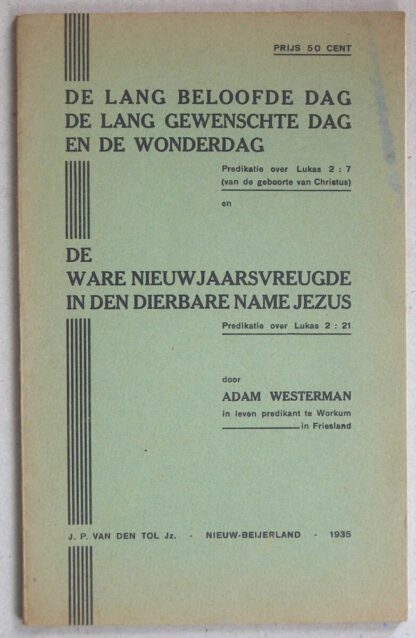 PRIJS 50 CENT
DE LANG BELOOFDE DAG
DE LANG GEWENSCHTE DAG
EN DE WONDERDAG
Predikatie over Lukas 2 : 7
(van de geboorte van Christus)
en
DE
WARE NIEUWJAARSVREUGDE
IN DEN DIERBARE NAME JEZUS
Predikatie over Lukas 2 : 21
door
ADAM WESTERMAN
in leven predikant te Workum
in Friesland
J. P. VAN DEN TOL Jz. - NIEUW-BEIJERLAND - 1935